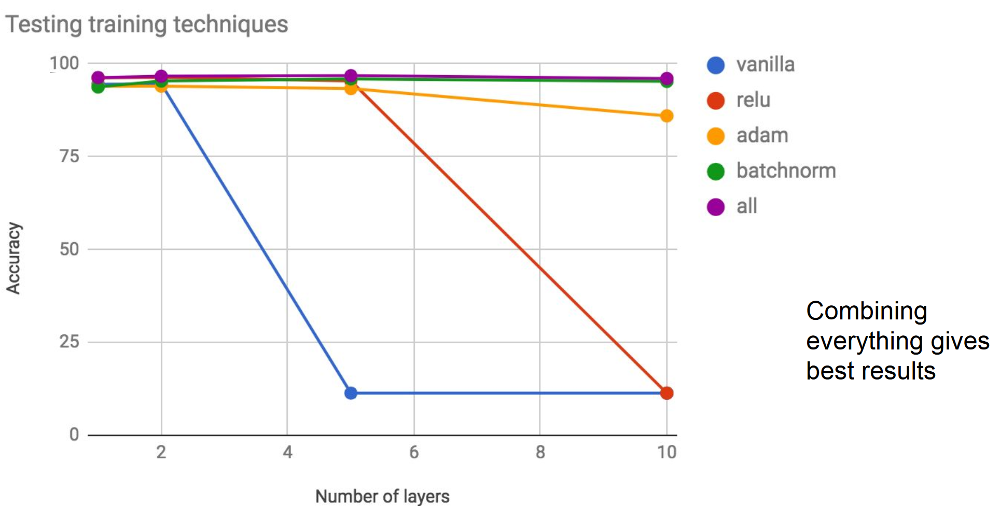 Testing training techniques
100
75
50
25
0
Accuracy
2 4 6 8 10
Number of layers
vanilla
relu
adam
batchnorm
all
Combining
everything gives
best results